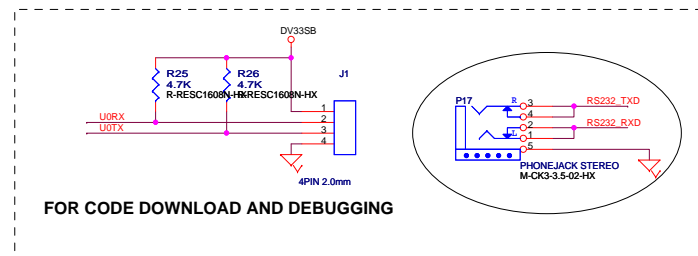 DV33SB
R25
4.7K
R-RESC1608N-HX
R26
4.7K
R-RESC1608N-HX
J1
1
2
3
4
U0RX
U0TX
4PIN 2.0mm
FOR CODE DOWNLOAD AND DEBUGGING
P17
R
L
3
4
2
1
5
RS232_TXD
RS232_RXD
PHONEJACK STEREO
M-CK3-3.5-02-HX